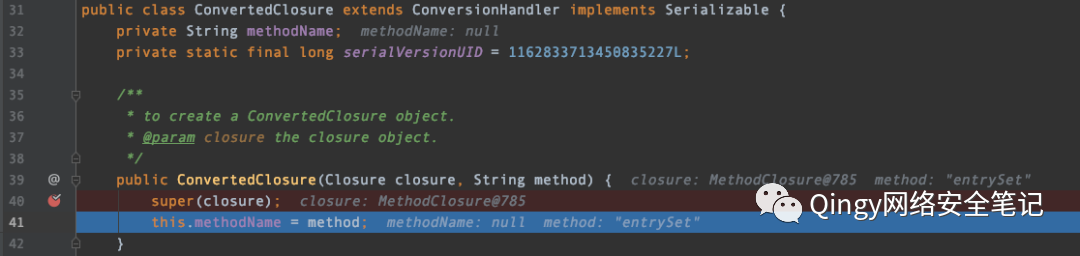 31 public class ConvertedClosure extends ConversionHandler implements Serializable {
32 private String methodName; methodName: null
33 private static final long serialVersionUID = 1162833713450835227L;
34
35 /**
36 * to create a ConvertedClosure object.
37 * @param closure the closure object.
38 */
39 @ public ConvertedClosure(Closure closure, String method) { closure: MethodClosure@785 method: "entrySet"
40 super(closure); closure: MethodClosure@785
41 this.methodName = method; methodName: null method: "entrySet"
42 }
Qingy网络安全笔记